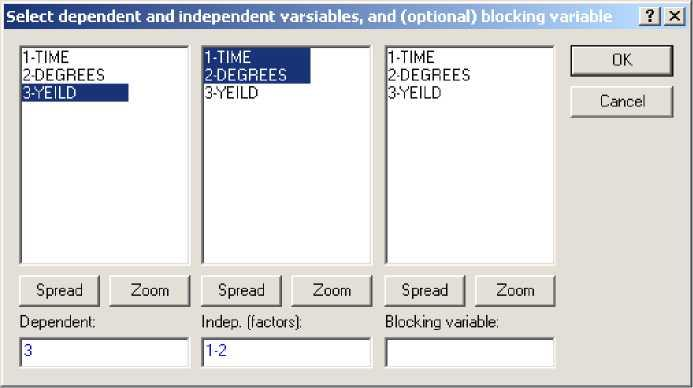 Select dependent and independent varsiables, and (optional) blocking variable
1-TIME
2-DEGREES
3-YEILD
1-TIME
2-DEGREES
3-YEILD
1-TIME
2-DEGREES
3-YEILD
OK
Cancel
Spread Zoom Spread Zoom Spread Zoom
Dependent: Indep. (factors): Blocking variable:
3 1-2